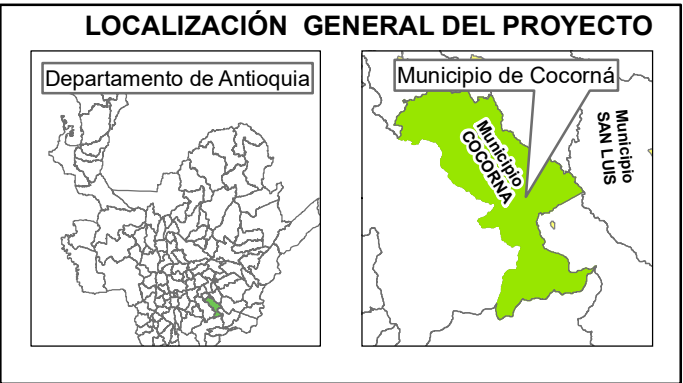 LOCALIZACIÓN GENERAL DEL PROYECTO
Departamento de Antioquia
Municipio de Cocorná
Municipio
COCORNA
Municipio
SAN LUIS